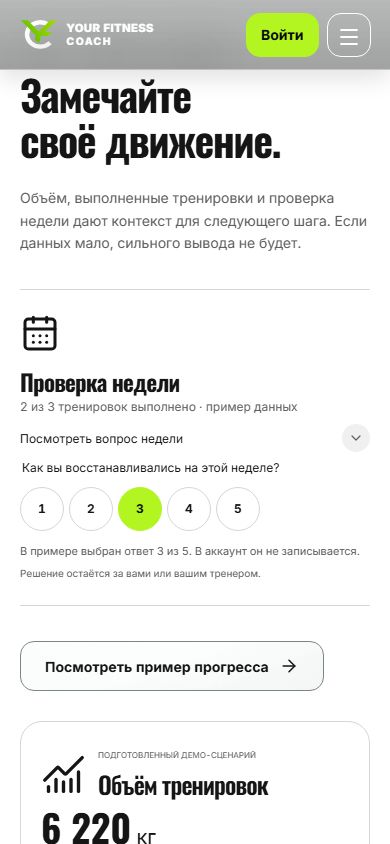 YOUR FITNESS
COACH
Войти
Замечайте
своё движение.
Объём, выполненные тренировки и проверка
недели дают контекст для следующего шага. Если
данных мало, сильного вывода не будет.
Проверка недели
2 из 3 тренировок выполнено · пример данных
Посмотреть вопрос недели
Как вы восстанавливались на этой неделе?
1 2 3 4 5
В примере выбран ответ 3 из 5. В аккаунт он не записывается.
Решение остаётся за вами или вашим тренером.
Посмотреть пример прогресса
ПОДГОТОВЛЕННЫЙ ДЕМО-СЦЕНАРИЙ
Объём тренировок
6 220 кг